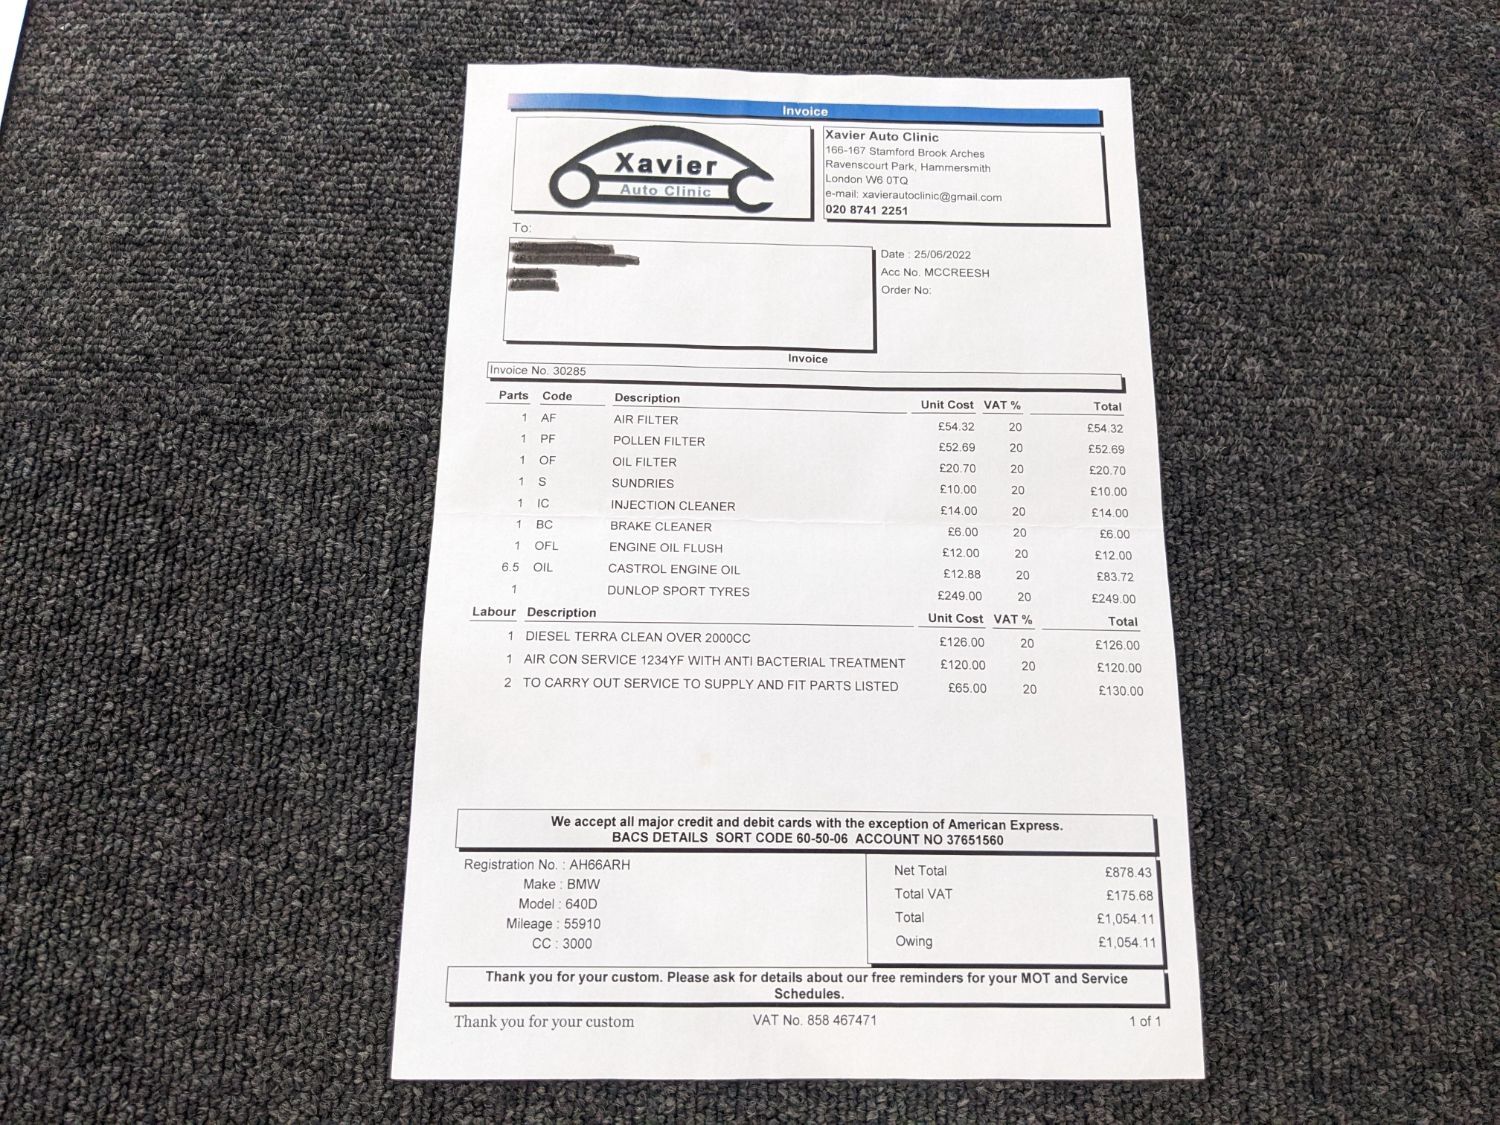 Invoice
Xavier
Auto Clinic
Xavier Auto Clinic
166-167 Stamford Brook Arches
Ravenscourt Park, Hammersmith
London W6 0TQ
e-mail: xavierautoclinic@gmail.com
020 8741 2251
To:
Date : 25/06/2022
Acc No. MCCREESH
Order No:
Invoice
Invoice No. 30285
Parts Code Description Unit Cost VAT % Total
1 AF AIR FILTER £54.32 20 £54.32
1 PF POLLEN FILTER £52.69 20 £52.69
1 OF OIL FILTER £20.70 20 £20.70
1 S SUNDRIES £10.00 20 £10.00
1 IC INJECTION CLEANER £14.00 20 £14.00
1 BC BRAKE CLEANER £6.00 20 £6.00
1 OFL ENGINE OIL FLUSH £12.00 20 £12.00
6.5 OIL CASTROL ENGINE OIL £12.88 20 £83.72
1 DUNLOP SPORT TYRES £249.00 20 £249.00
Labour Description Unit Cost VAT % Total
1 DIESEL TERRA CLEAN OVER 2000CC £126.00 20 £126.00
1 AIR CON SERVICE 1234YF WITH ANTI BACTERIAL TREATMENT £120.00 20 £120.00
2 TO CARRY OUT SERVICE TO SUPPLY AND FIT PARTS LISTED £65.00 20 £130.00
We accept all major credit and debit cards with the exception of American Express.
BACS DETAILS SORT CODE 60-50-06 ACCOUNT NO 37651560
Registration No. : AH66ARH
Make : BMW
Model : 640D
Mileage : 55910
CC : 3000
Net Total £878.43
Total VAT £175.68
Total £1,054.11
Owing £1,054.11
Thank you for your custom. Please ask for details about our free reminders for your MOT and Service
Schedules.
Thank you for your custom VAT No. 858 467471 1 of 1